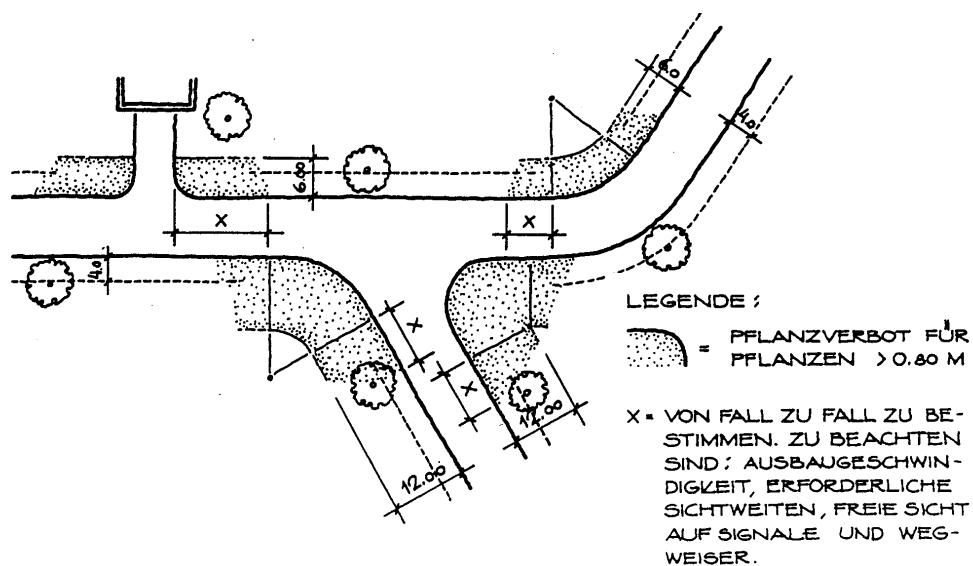 6.0
4.0
6.00
X
X
4.0
X
X
12.00
12.00
LEGENDE:
= PFLANZVERBOT FÜR
PFLANZEN > 0.80 M
X = VON FALL ZU FALL ZU BE-
STIMMEN. ZU BEACHTEN
SIND: AUSBAUGESCHWIN-
DIGKEIT, ERFORDERLICHE
SICHTWEITEN, FREIE SICHT
AUF SIGNALE UND WEG-
WEISER.